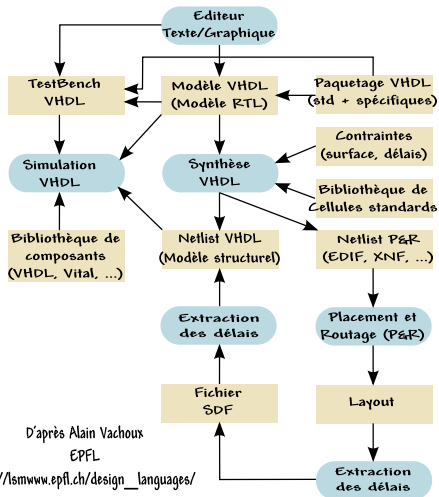 Editeur
Texte/Graphique
TestBench
VHDL
Modèle VHDL
(Modèle RTL)
Paquetage VHDL
(std + spécifiques)
Contraintes
(surface, délais)
Simulation
VHDL
Synthèse
VHDL
Bibliothèque de
Cellules standards
Bibliothèque de
composants
(VHDL, Vital, ...)
Netlist VHDL
(Modèle structurel)
Netlist P&R
(EDIF, XNF, ...)
Extraction
des délais
Placement et
Routage (P&R)
Fichier
SDF
Layout
D'après Alain Vachoux
EPFL
//lsmwww.epfl.ch/design_languages/
Extraction
des délais